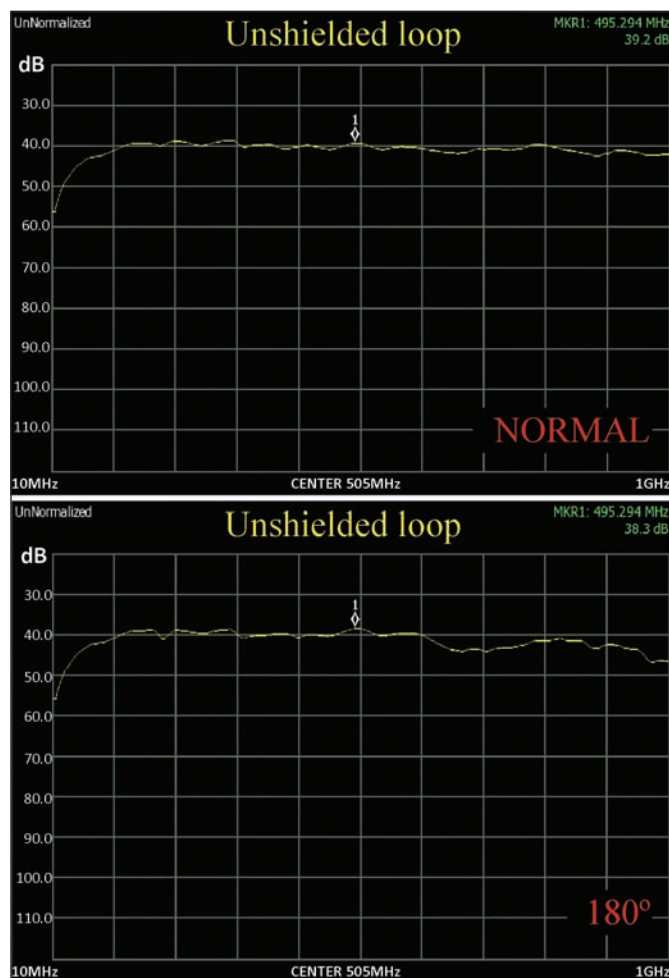 UnNormalized
Unshielded loop
MKR1: 495.294 MHz
39.2 dB
dB
30.0
1
40.0
50.0
60.0
70.0
80.0
90.0
100.0
110.0
NORMAL
10MHz
CENTER 505MHz
1GHz
UnNormalized
Unshielded loop
MKR1: 495.294 MHz
38.3 dB
dB
30.0
1
40.0
50.0
60.0
70.0
80.0
90.0
100.0
110.0
180º
10MHz
CENTER 505MHz
1GHz